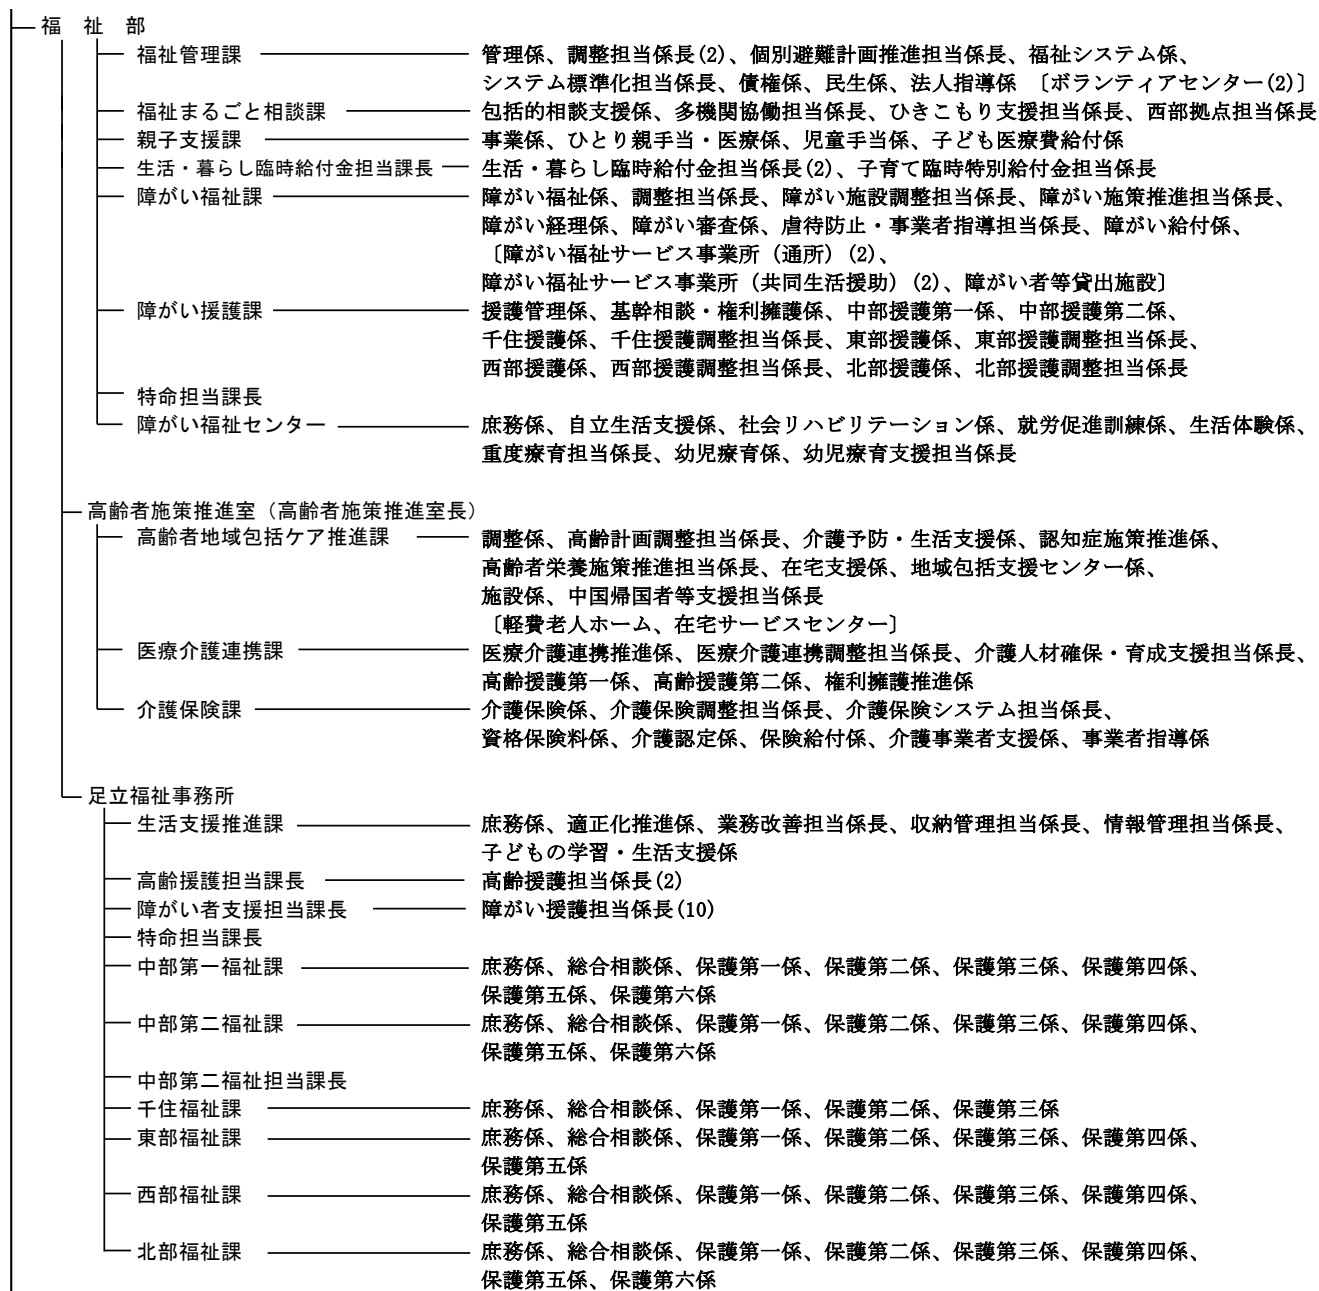 福　祉　部
福祉管理課　管理係、調整担当係長(2)、個別避難計画推進担当係長、福祉システム係、
システム標準化担当係長、債権係、民生係、法人指導係〔ボランティアセンター(2)〕
福祉まるごと相談課　包括的相談支援係、多機関協働担当係長、ひきこもり支援担当係長、西部拠点担当係長
親子支援課　事業係、ひとり親手当・医療係、児童手当係、子ども医療費給付係
生活・暮らし臨時給付金担当課長　生活・暮らし臨時給付金担当係長(2)、子育て臨時特別給付金担当係長
障がい福祉課　障がい福祉係、調整担当係長、障がい施設調整担当係長、障がい施策推進担当係長、
障がい経理係、障がい審査係、虐待防止・事業者指導担当係長、障がい給付係、
〔障がい福祉サービス事業所（通所）(2)、
障がい福祉サービス事業所（共同生活援助）(2)、障がい者等貸出施設〕
障がい援護課　援護管理係、基幹相談・権利擁護係、中部援護第一係、中部援護第二係、
千住援護係、千住援護調整担当係長、東部援護係、東部援護調整担当係長、
西部援護係、西部援護調整担当係長、北部援護係、北部援護調整担当係長
特命担当課長
障がい福祉センター　庶務係、自立生活支援係、社会リハビリテーション係、就労促進訓練係、生活体験係、
重度療育担当係長、幼児療育係、幼児療育支援担当係長
高齢者施策推進室（高齢者施策推進室長）
高齢者地域包括ケア推進課　調整係、高齢計画調整担当係長、介護予防・生活支援係、認知症施策推進係、
高齢者栄養施策推進担当係長、在宅支援係、地域包括支援センター係、
施設係、中国帰国者等支援担当係長
〔軽費老人ホーム、在宅サービスセンター〕
医療介護連携課　医療介護連携推進係、医療介護連携調整担当係長、介護人材確保・育成支援担当係長、
高齢援護第一係、高齢援護第二係、権利擁護推進係
介護保険課　介護保険係、介護保険調整担当係長、介護保険システム担当係長、
資格保険料係、介護認定係、保険給付係、介護事業者支援係、事業者指導係
足立福祉事務所
生活支援推進課　庶務係、適正化推進係、業務改善担当係長、収納管理担当係長、情報管理担当係長、
子どもの学習・生活支援係
高齢援護担当課長　高齢援護担当係長(2)
障がい者支援担当課長　障がい援護担当係長(10)
特命担当課長
中部第一福祉課　庶務係、総合相談係、保護第一係、保護第二係、保護第三係、保護第四係、
保護第五係、保護第六係
中部第二福祉課　庶務係、総合相談係、保護第一係、保護第二係、保護第三係、保護第四係、
保護第五係、保護第六係
中部第二福祉担当課長
千住福祉課　庶務係、総合相談係、保護第一係、保護第二係、保護第三係
東部福祉課　庶務係、総合相談係、保護第一係、保護第二係、保護第三係、保護第四係、
保護第五係
西部福祉課　庶務係、総合相談係、保護第一係、保護第二係、保護第三係、保護第四係、
保護第五係
北部福祉課　庶務係、総合相談係、保護第一係、保護第二係、保護第三係、保護第四係、
保護第五係、保護第六係